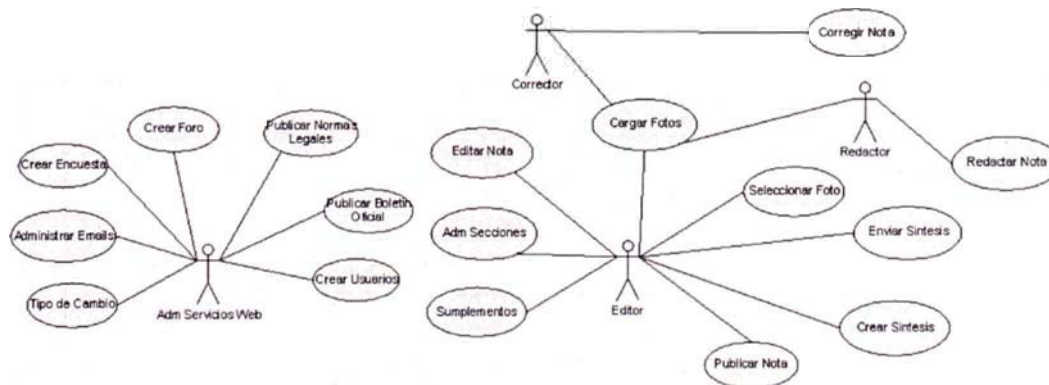 Crear Foro
Publicar Normas
Legales
Crear Encuesta
Publicar Boletin
Oficial
Administrar Emails
Crear Usuarios
Tipo de Cambio
Adm Servicios Web
Corregir Nota
Corrector
Cargar Fotos
Redactor
Editar Nota
Redactar Nota
Seleccionar Foto
Adm Secciones
Enviar Sintesis
Sumplementos
Editor
Crear Sintesis
Publicar Nota